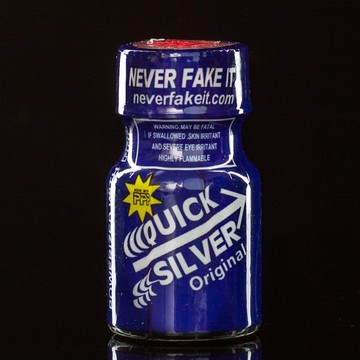 NEVER FAKE IT!
neverfakeit.com
WARNING.MAY BE FATAL
IF SWALLOWED .SKIN IRRITANT
AND SEVERE EYE IRRITANT
HIGHLY FLAMMABLE
PWD
QUICK
SILVER
Original